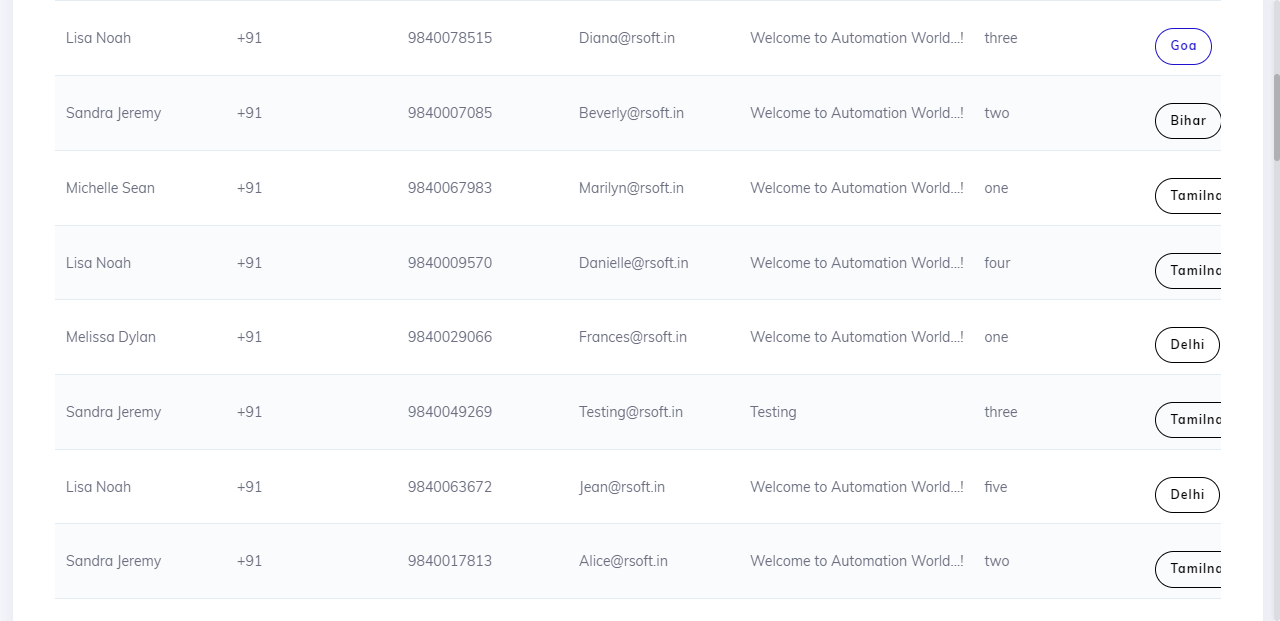 Lisa Noah +91 9840078515 Diana@rsoft.in Welcome to Automation World...! three Goa
Sandra Jeremy +91 9840007085 Beverly@rsoft.in Welcome to Automation World...! two Bihar
Michelle Sean +91 9840067983 Marilyn@rsoft.in Welcome to Automation World...! one
Lisa Noah +91 9840009570 Danielle@rsoft.in Welcome to Automation World...! four
Melissa Dylan +91 9840029066 Frances@rsoft.in Welcome to Automation World...! one Delhi
Sandra Jeremy +91 9840049269 Testing@rsoft.in Testing three
Lisa Noah +91 9840063672 Jean@rsoft.in Welcome to Automation World...! five Delhi
Sandra Jeremy +91 9840017813 Alice@rsoft.in Welcome to Automation World...! two